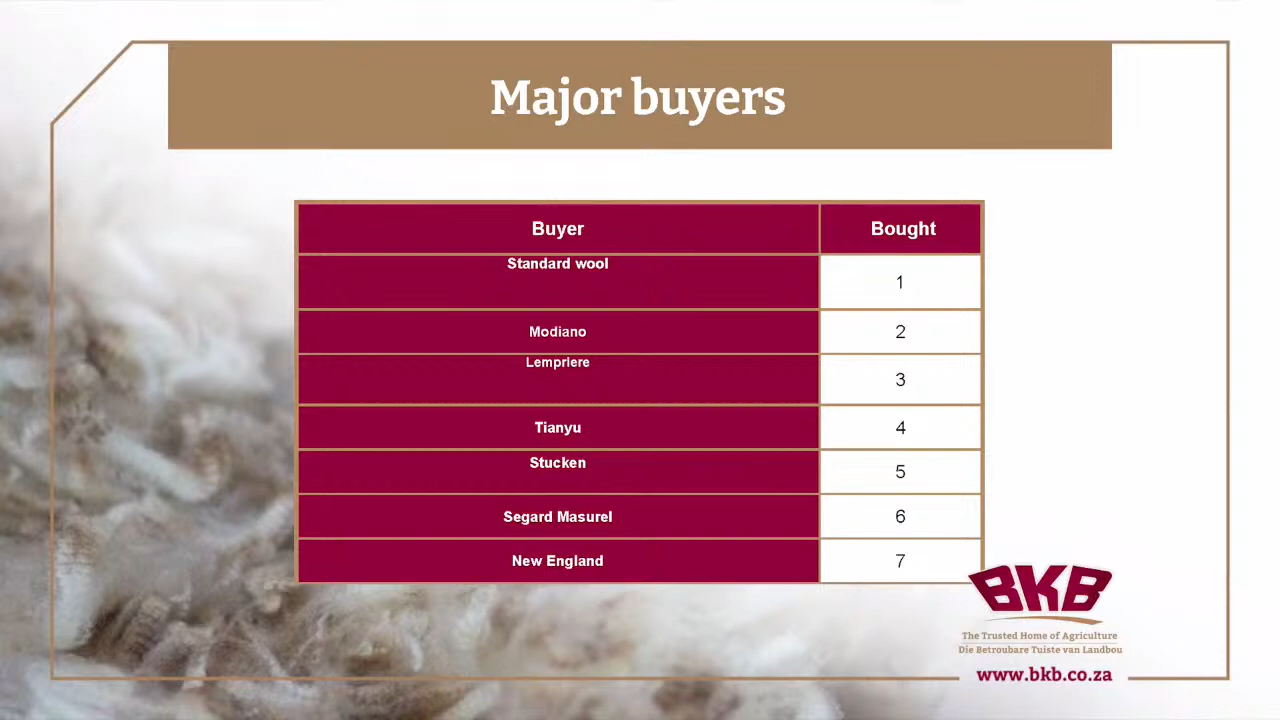 Major buyers
Buyer Bought
Standard wool 1
Modiano 2
Lempriere 3
Tianyu 4
Stucken 5
Segard Masurel 6
New England 7
BKB
The Trusted Home of Agriculture
Die Betroubare Tuiste van Landbou
www.bkb.co.za